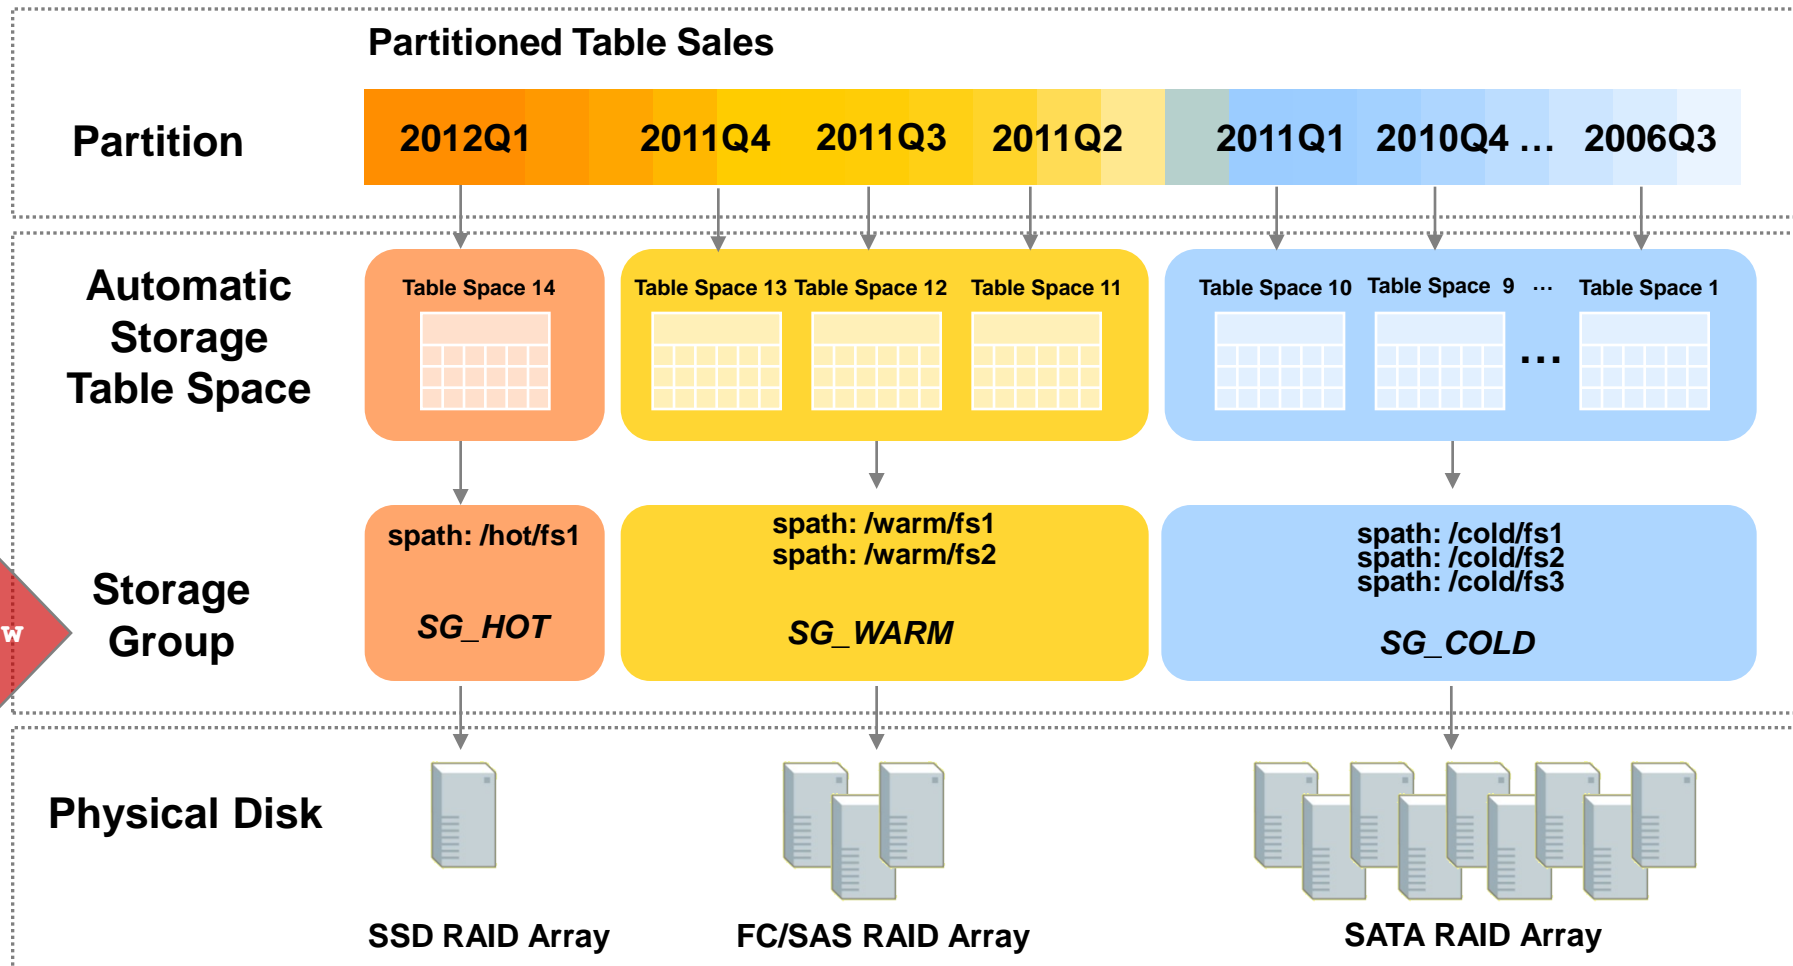 Partitioned Table Sales
Partition
2012Q1 2011Q4 2011Q3 2011Q2 2011Q1 2010Q4 ... 2006Q3
Automatic
Storage
Table Space
Table Space 14 Table Space 13 Table Space 12 Table Space 11 Table Space 10 Table Space 9 ... Table Space 1
...
Storage
Group
spath: /hot/fs1
SG_HOT
spath: /warm/fs1
spath: /warm/fs2
SG_WARM
spath: /cold/fs1
spath: /cold/fs2
spath: /cold/fs3
SG_COLD
w
Physical Disk
SSD RAID Array FC/SAS RAID Array SATA RAID Array